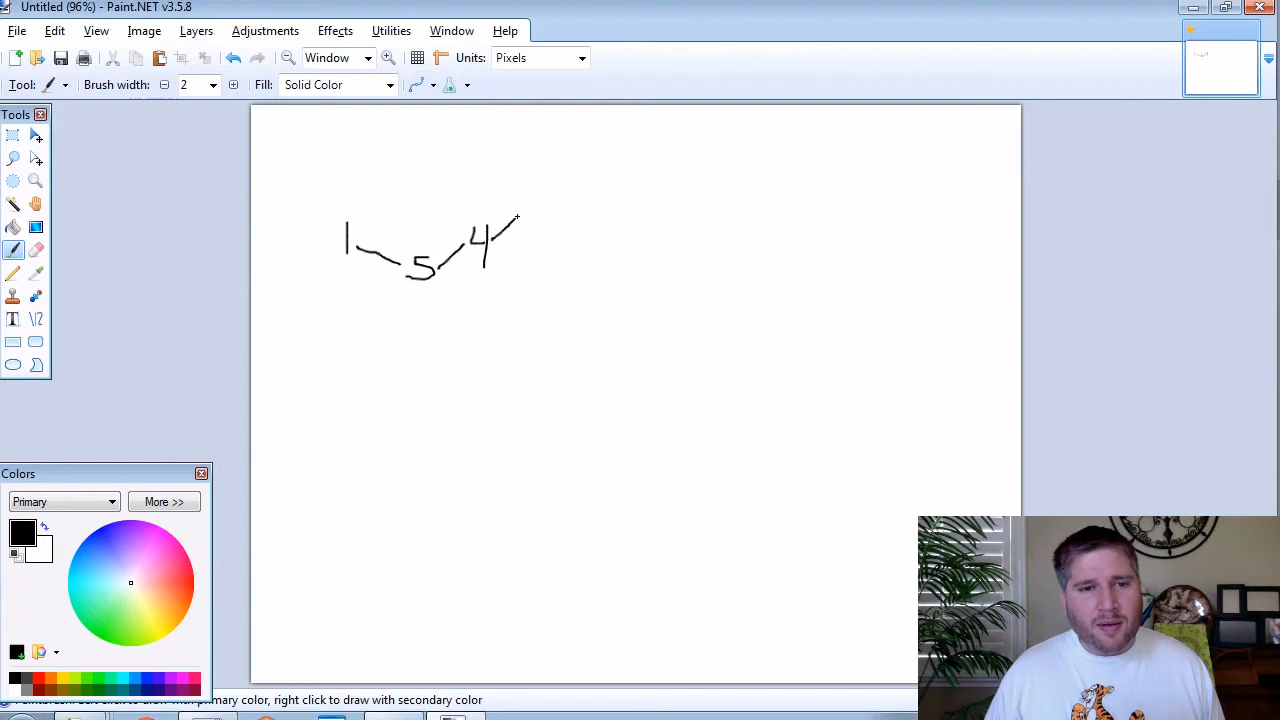 Untitled (96%) - Paint.NET v3.5.8
File Edit View Image Layers Adjustments Effects Utilities Window Help
Window Units: Pixels
Tool: Brush width: 2 Fill: Solid Color
Tools
1 5 4
Colors
Primary More >>
primary color, right click to draw with secondary color